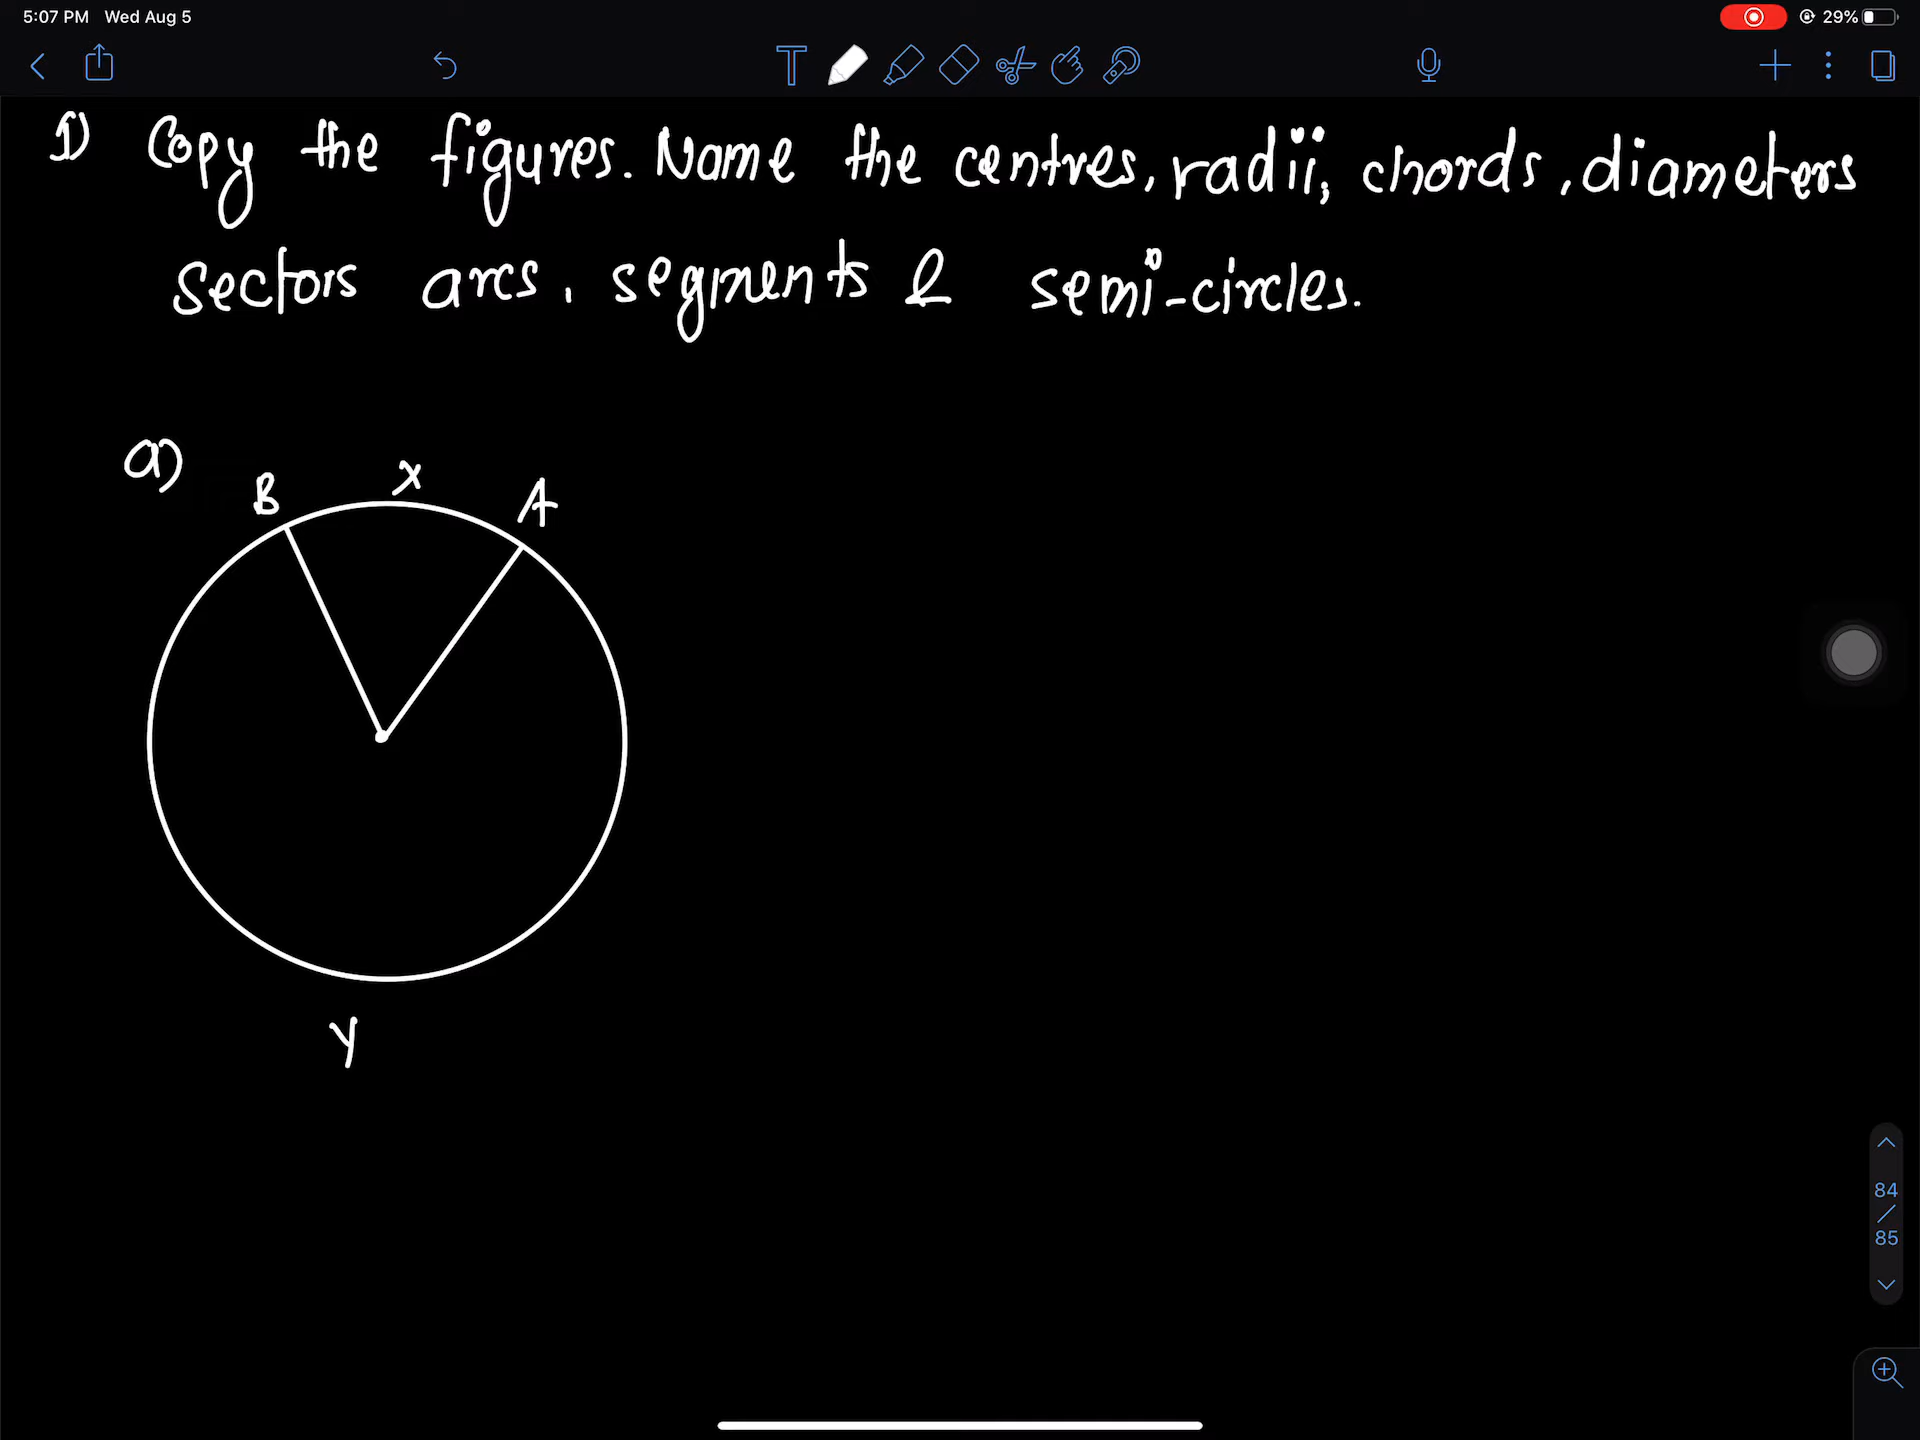 5:07 PM Wed Aug 5 29%
1) Copy the figures. Name the centres, radii, chords, diameters
sectors arcs, segments & semi-circles.
a)
B x A
y
84
/
85